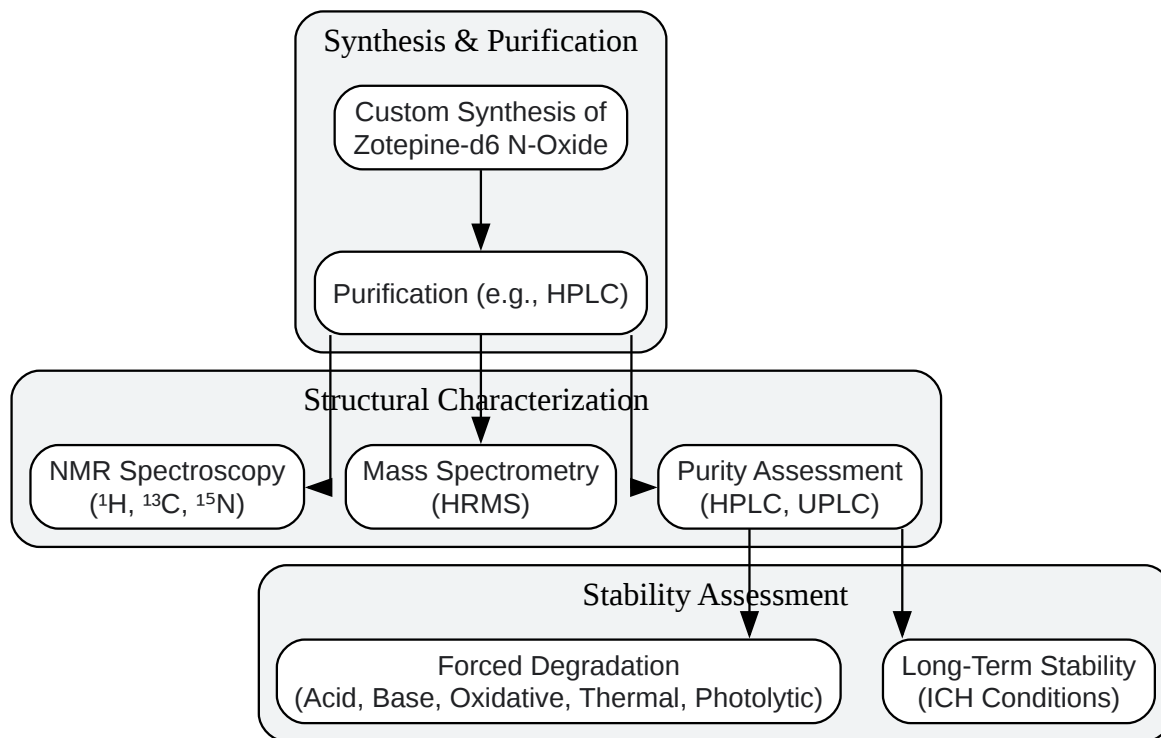 Synthesis & Purification
Custom Synthesis of
Zotepine-d6 N-Oxide
Purification (e.g., HPLC)
Structural Characterization
NMR Spectroscopy
(¹H, ¹³C, ¹⁵N)
Mass Spectrometry
(HRMS)
Purity Assessment
(HPLC, UPLC)
Stability Assessment
Forced Degradation
(Acid, Base, Oxidative, Thermal, Photolytic)
Long-Term Stability
(ICH Conditions)